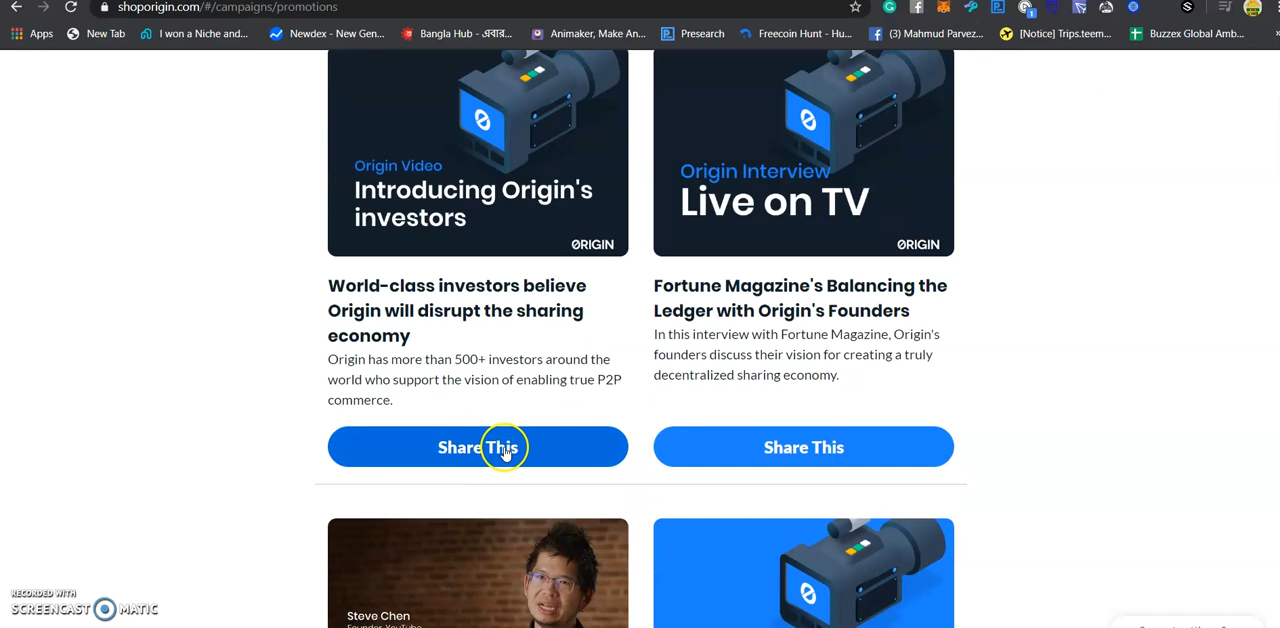 shoporigin.com/#/campaigns/promotions
Apps New Tab I won a Niche and... Newdex - New Gen... Bangla Hub - এবার... Animaker, Make An... Presearch Freecoin Hunt - Hu... (3) Mahmud Parvez... [Notice] Trips.teem... Buzzex Global Amb...
Origin Video
Introducing Origin's
investors
ORIGIN
Origin Interview
Live on TV
ORIGIN
World-class investors believe
Origin will disrupt the sharing
economy
Origin has more than 500+ investors around the
world who support the vision of enabling true P2P
commerce.
Share This
Fortune Magazine's Balancing the
Ledger with Origin's Founders
In this interview with Fortune Magazine, Origin's
founders discuss their vision for creating a truly
decentralized sharing economy.
Share This
Steve Chen
Founder, YouTube
RECORDED WITH
SCREENCAST MATIC